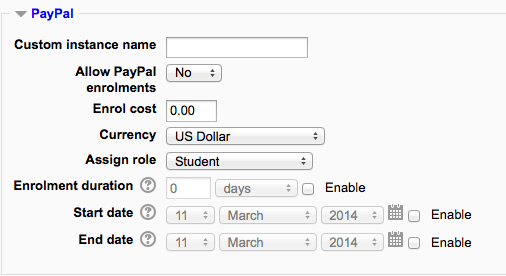 PayPal
Custom instance name
Allow PayPal No
enrolments
Enrol cost 0.00
Currency US Dollar
Assign role Student
Enrolment duration ? 0 days Enable
Start date ? 11 March 2014 Enable
End date ? 11 March 2014 Enable